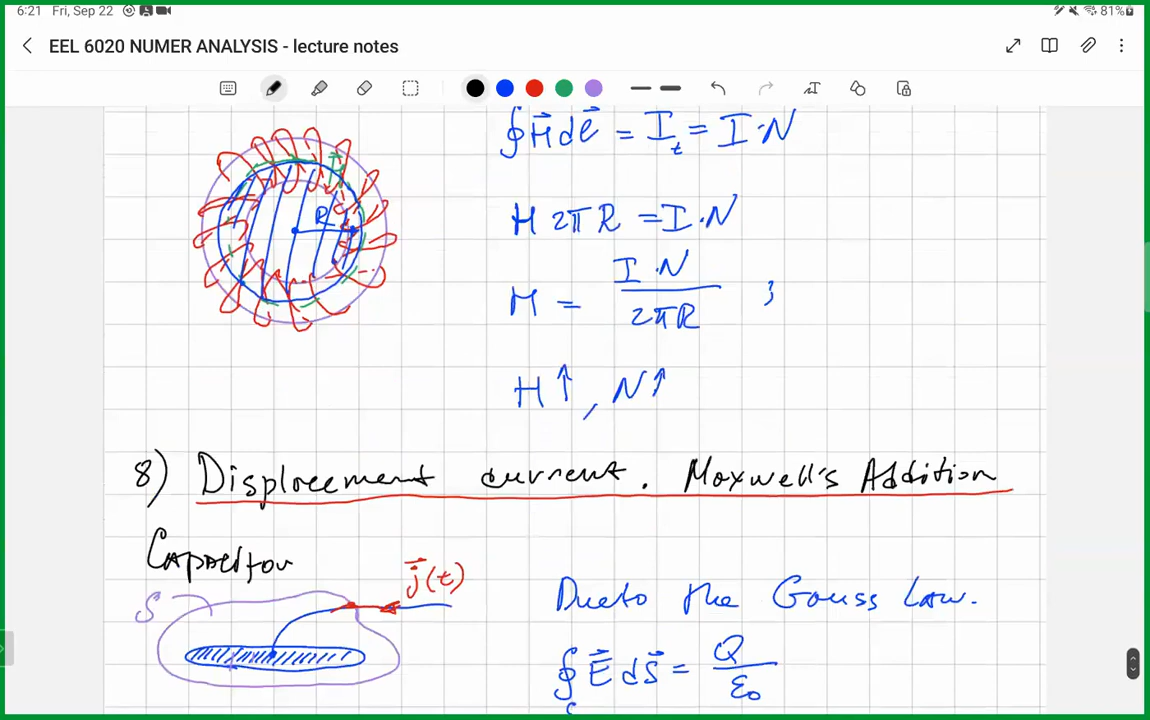 6:21 Fri, Sep 22 81%
EEL 6020 NUMER ANALYSIS - lecture notes
∮H⃗ dℓ⃗ = I_t = I·N
R
H 2πR = I·N
H = I·N / 2πR ;
H↑, N↑
8) Displacement current. Maxwell's Addition
Capacitor
j⃗(t)
S
Due to the Gauss Law.
∮E⃗ dS⃗ = Q / ε₀